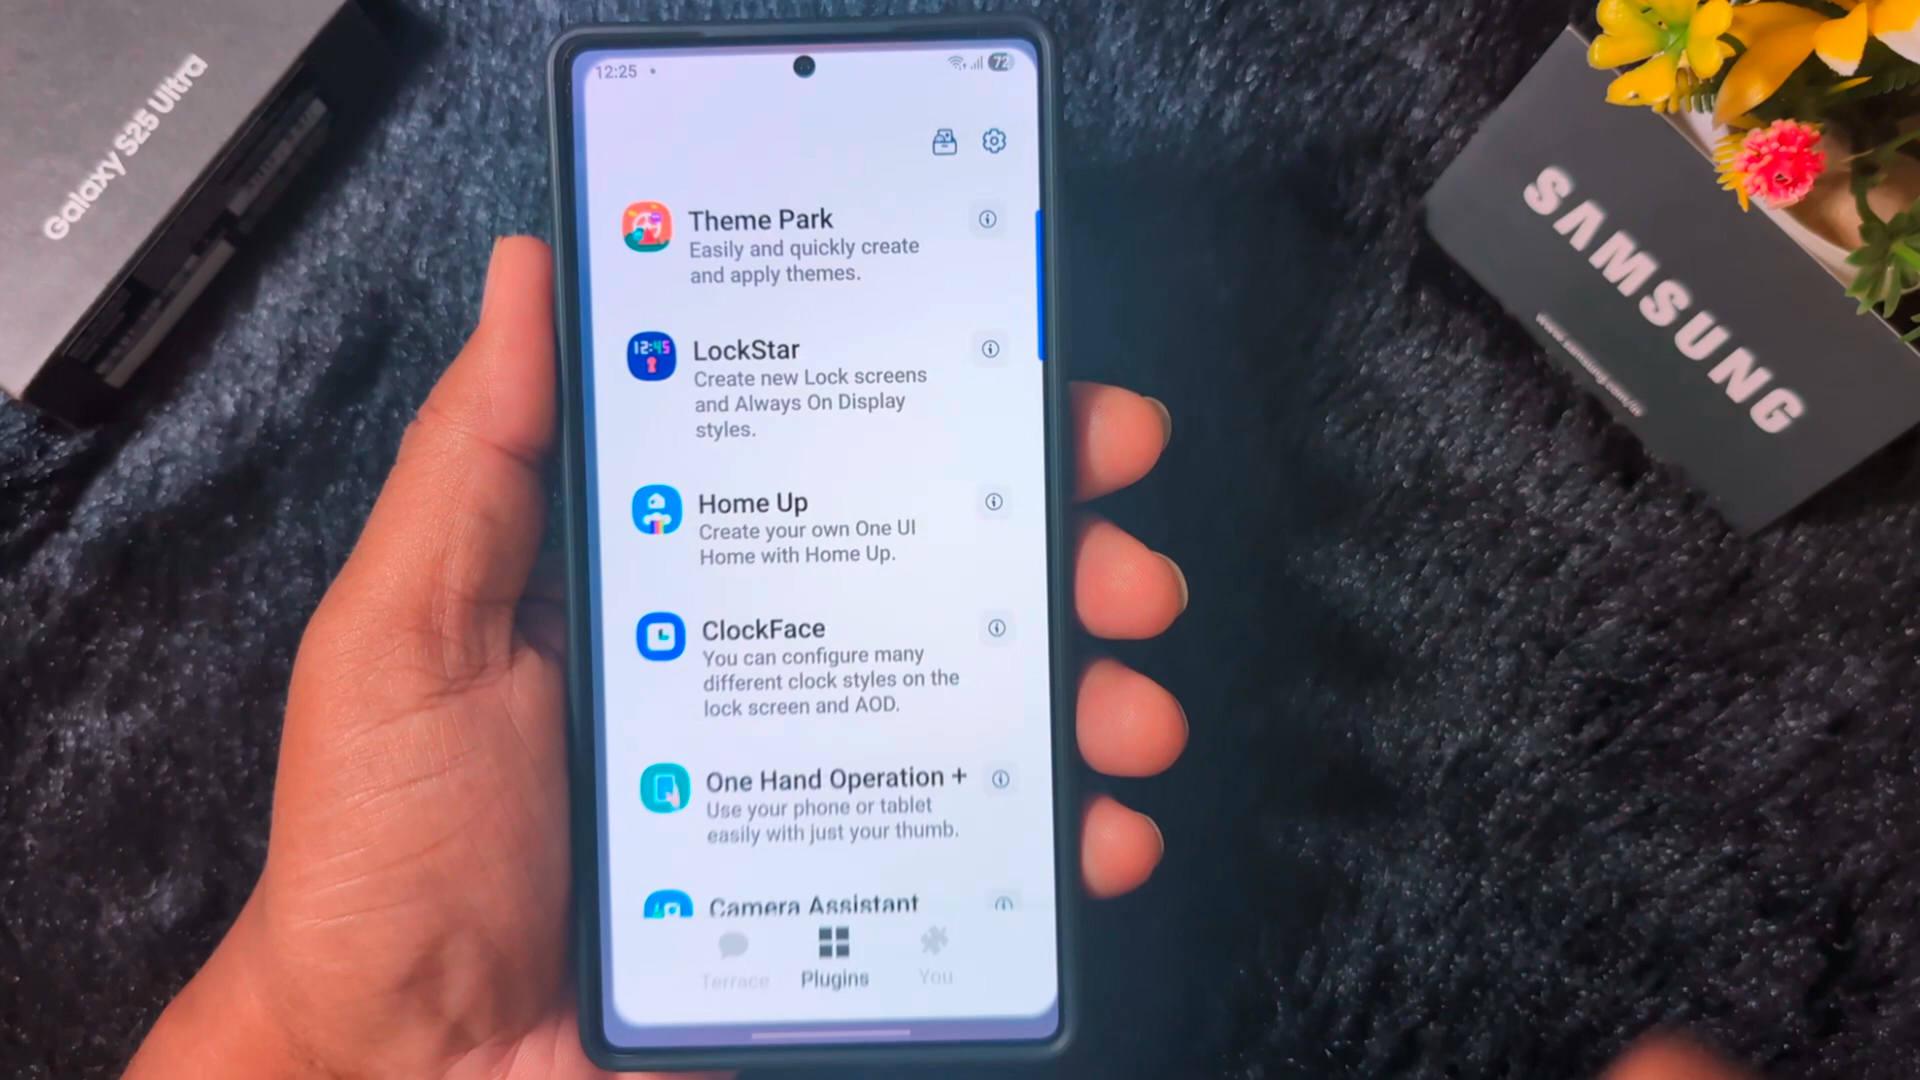 Galaxy S25 Ultra
12:25
72
Theme Park
Easily and quickly create
and apply themes.
12:45
LockStar
Create new Lock screens
and Always On Display
styles.
Home Up
Create your own One UI
Home with Home Up.
ClockFace
You can configure many
different clock styles on the
lock screen and AOD.
One Hand Operation +
Use your phone or tablet
easily with just your thumb.
Camera Assistant
Terrace
Plugins
You
SAMSUNG